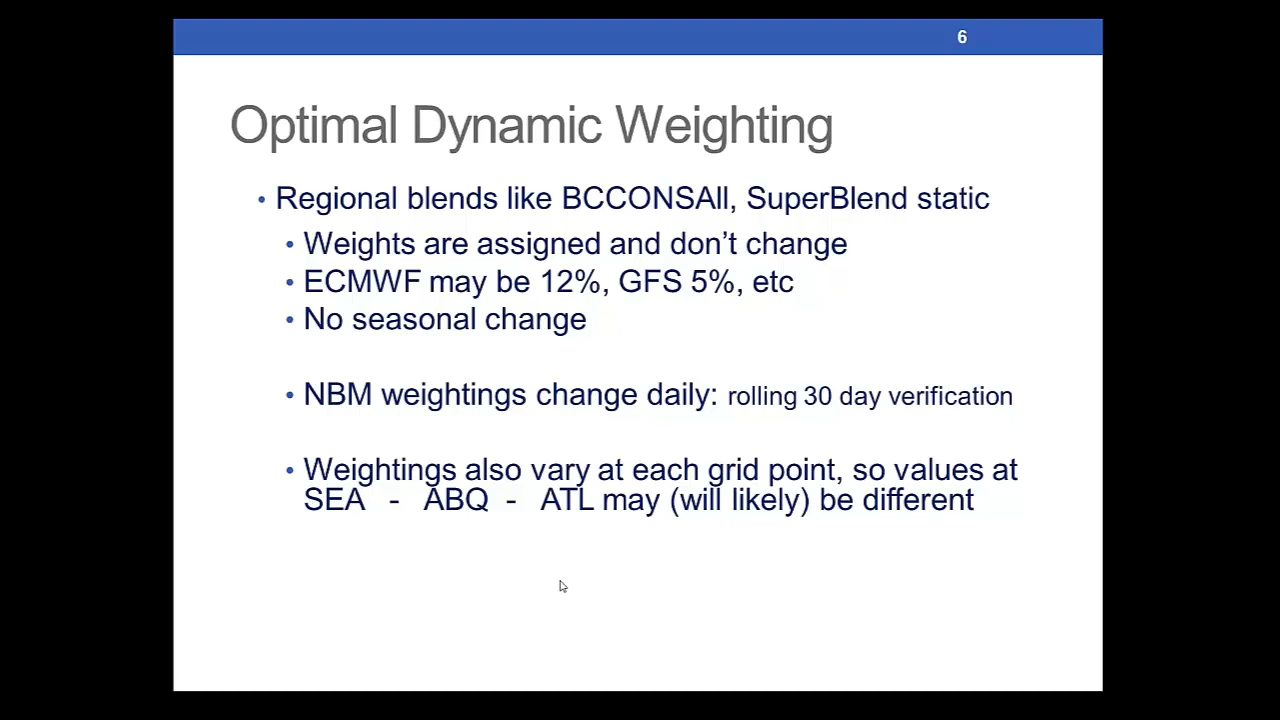 6
Optimal Dynamic Weighting
• Regional blends like BCCONSAll, SuperBlend static
• Weights are assigned and don’t change
• ECMWF may be 12%, GFS 5%, etc
• No seasonal change
• NBM weightings change daily: rolling 30 day verification
• Weightings also vary at each grid point, so values at
SEA - ABQ - ATL may (will likely) be different